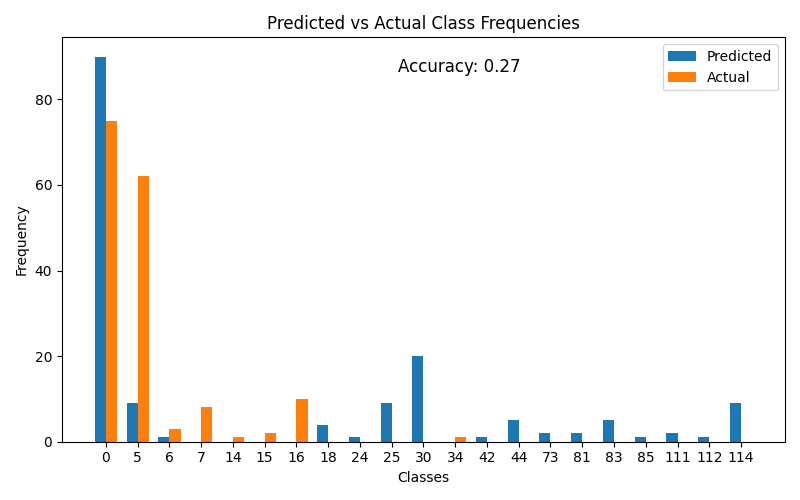 Predicted vs Actual Class Frequencies
Accuracy: 0.27
Predicted
Actual
Frequency
80
60
40
20
0
0 5 6 7 14 15 16 18 24 25 30 34 42 44 73 81 83 85 111 112 114
Classes